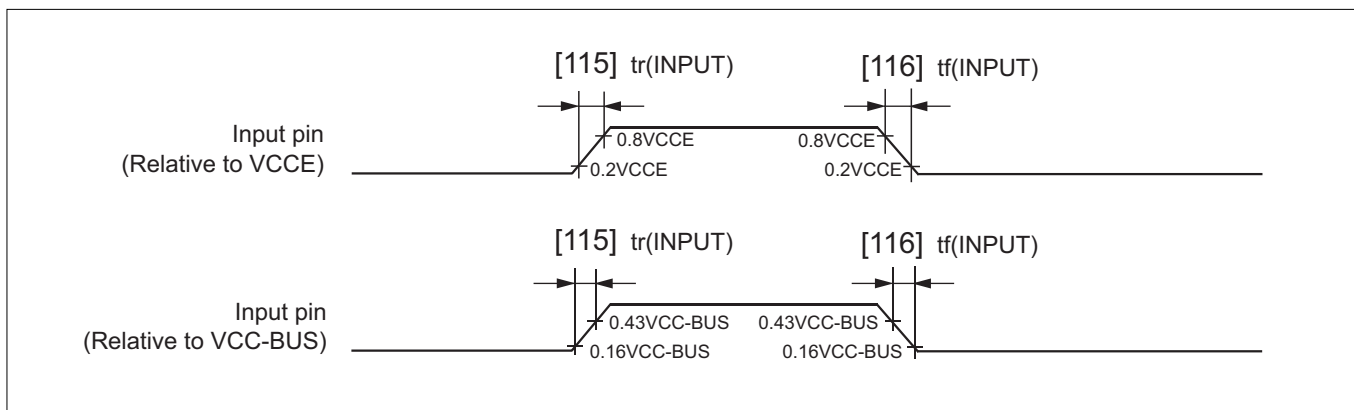 [115] tr(INPUT) [116] tf(INPUT)
Input pin
(Relative to VCCE)
0.8VCCE 0.8VCCE
0.2VCCE 0.2VCCE
[115] tr(INPUT) [116] tf(INPUT)
Input pin
(Relative to VCC-BUS)
0.43VCC-BUS 0.43VCC-BUS
0.16VCC-BUS 0.16VCC-BUS